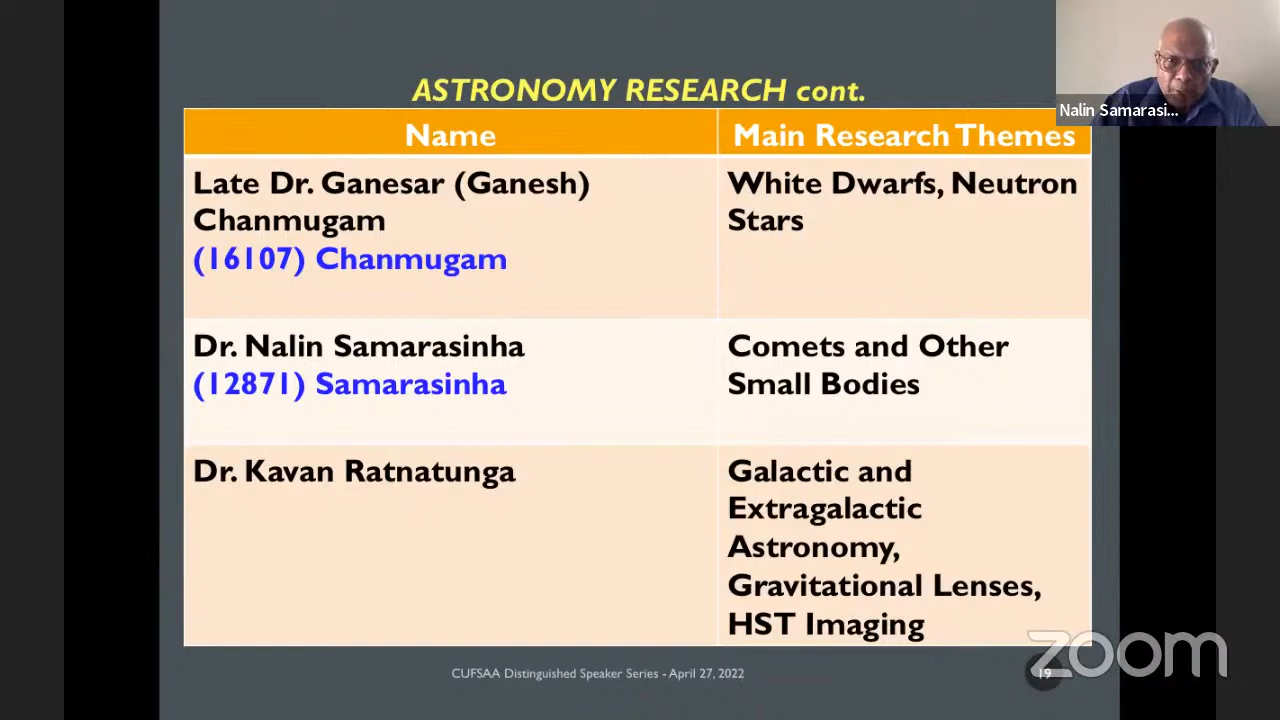 ASTRONOMY RESEARCH cont.
Nalin Samarasi...
Name
Main Research Themes
Late Dr. Ganesar (Ganesh)
Chanmugam
(16107) Chanmugam
White Dwarfs, Neutron
Stars
Dr. Nalin Samarasinha
(12871) Samarasinha
Comets and Other
Small Bodies
Dr. Kavan Ratnatunga
Galactic and
Extragalactic
Astronomy,
Gravitational Lenses,
HST Imaging
CUFSAA Distinguished Speaker Series - April 27, 2022
19
zoom